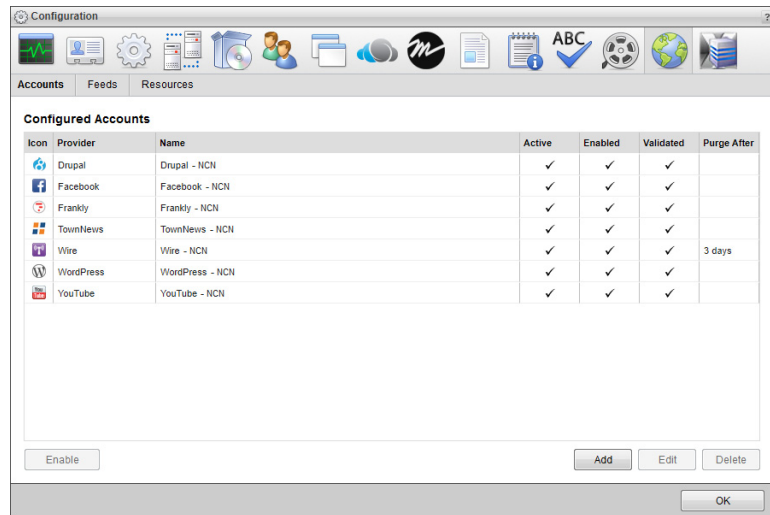 Configuration ?
ABC
Accounts Feeds Resources
Configured Accounts
Icon Provider Name Active Enabled Validated Purge After
Drupal Drupal - NCN
Facebook Facebook - NCN
Frankly Frankly - NCN
TownNews TownNews - NCN
Wire Wire - NCN 3 days
WordPress WordPress - NCN
You Tube YouTube YouTube - NCN
Enable Add Edit Delete
OK